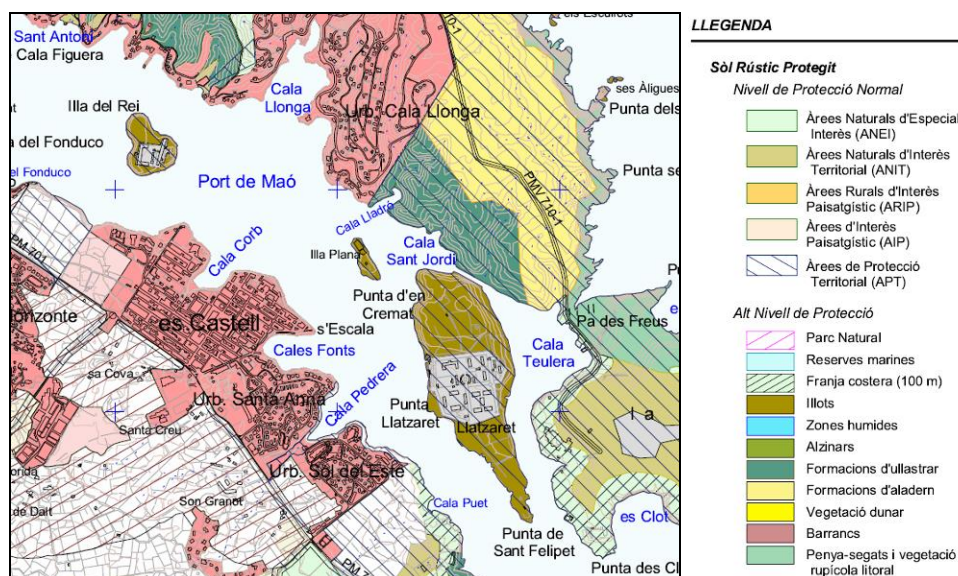 els Escullots
Sant Antoni
Cala Figuera
Cala
Llonga
ses Àligues
Illa del Rei
Urb. Cala Llonga
Punta dels
a del Fonduco
el Fonduco
Port de Maó
Punta se
PMV 710-1
Cala Lladró
PM 701
Cala Corb
Illa Plana
Cala
Sant Jordi
Punta d'en
Cremat
orizonte
es Castell
s'Escala
Pa des Freus
Cales Fonts
Cala
Teulera
sa Cova
Cala Pedrera
Urb. Santa Anna
Punta
Llatzaret
Llatzaret
l a
Santa Creu
Urb. Sol del Este
Son Granot
de Dalt
Cala Puet
es Clot
Punta de
Sant Felipet
Punta des Cl
LLEGENDA
Sòl Rústic Protegit
Nivell de Protecció Normal
Àrees Naturals d'Especial
Interès (ANEI)
Àrees Naturals d'Interès
Territorial (ANIT)
Àrees Rurals d'Interès
Paisatgístic (ARIP)
Àrees d'Interès
Paisatgístic (AIP)
Àrees de Protecció
Territorial (APT)
Alt Nivell de Protecció
Parc Natural
Reserves marines
Franja costera (100 m)
Illots
Zones humides
Alzinars
Formacions d'ullastrar
Formacions d'aladern
Vegetació dunar
Barrancs
Penya-segats i vegetació
rupícola litoral